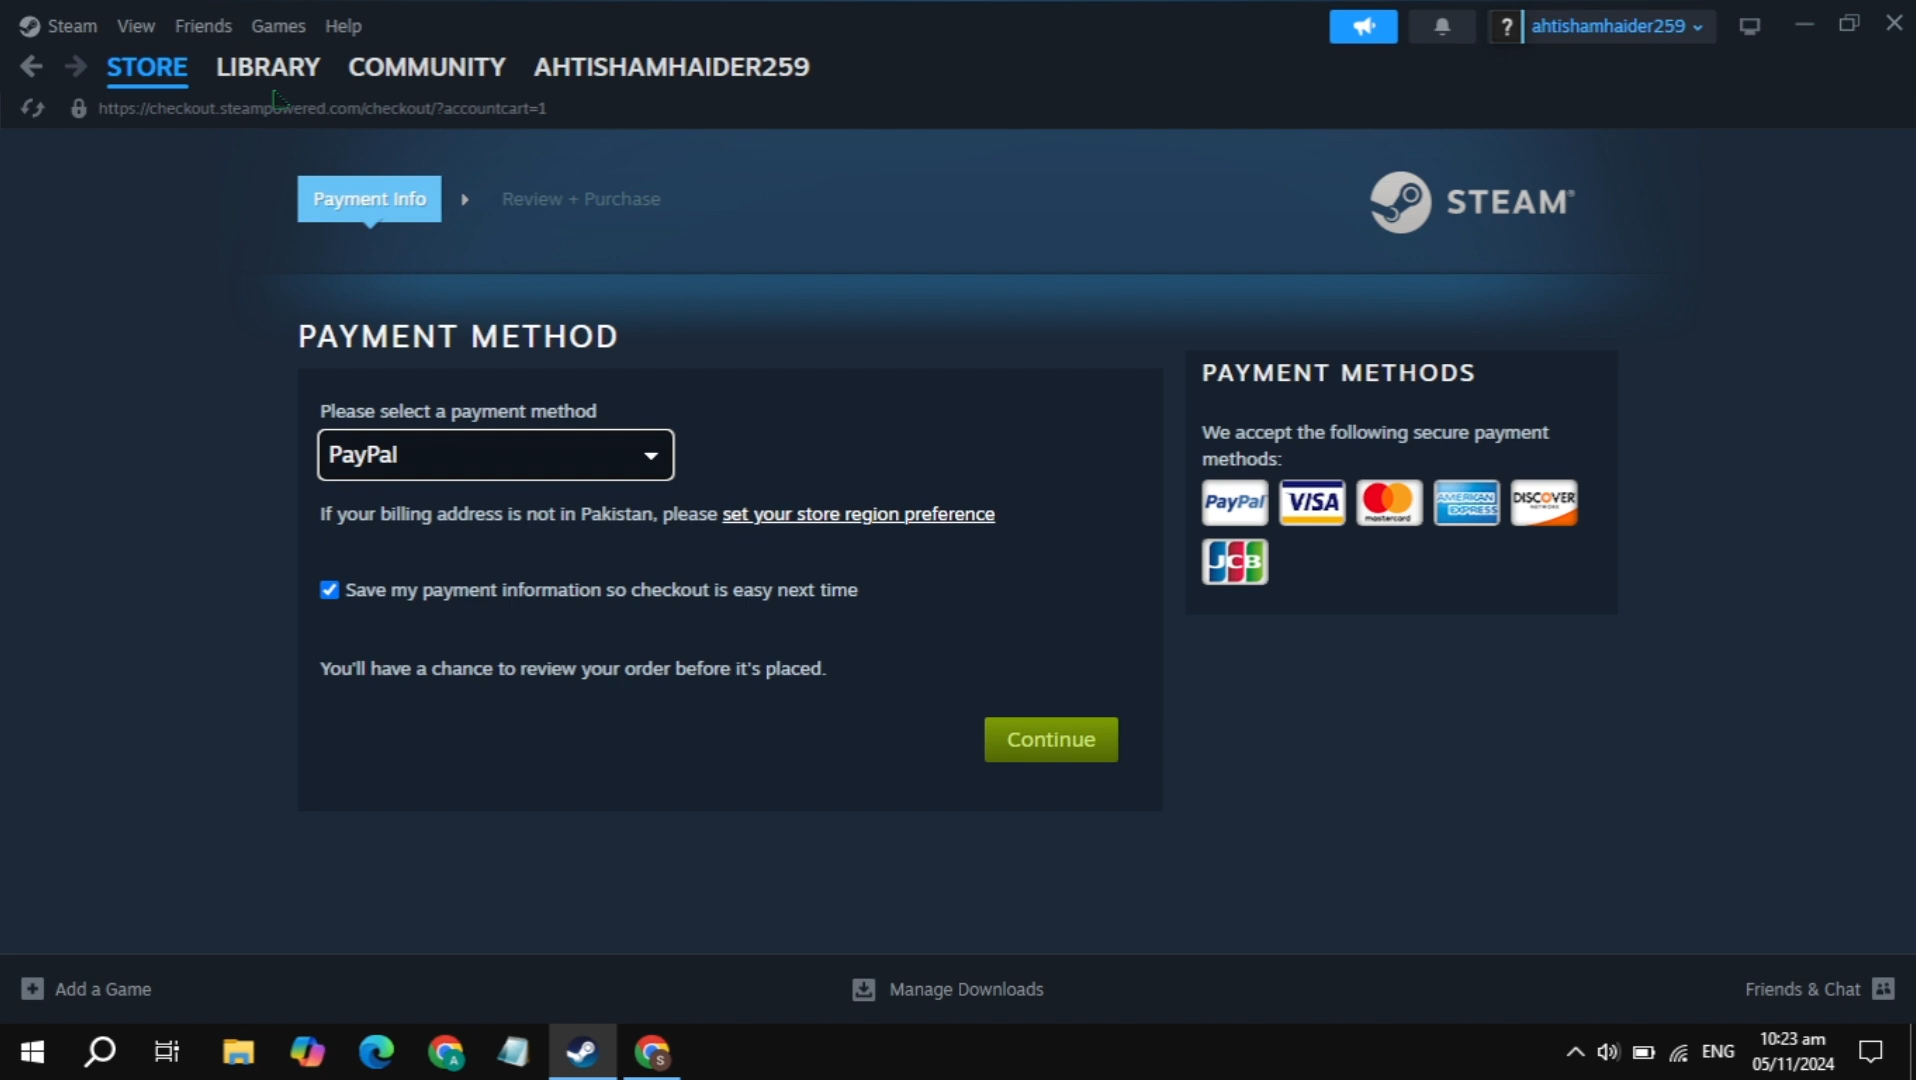 Steam View Friends Games Help
? ahtishamhaider259
STORE LIBRARY COMMUNITY AHTISHAMHAIDER259
https://checkout.steampowered.com/checkout/?accountcart=1
Payment Info Review + Purchase
STEAM®
PAYMENT METHOD
Please select a payment method
PayPal
If your billing address is not in Pakistan, please set your store region preference
Save my payment information so checkout is easy next time
You'll have a chance to review your order before it's placed.
Continue
PAYMENT METHODS
We accept the following secure payment
methods:
PayPal VISA mastercard AMERICAN EXPRESS DISCOVER NETWORK
JCB
Add a Game Manage Downloads Friends & Chat
A S ENG 10:23 am
05/11/2024